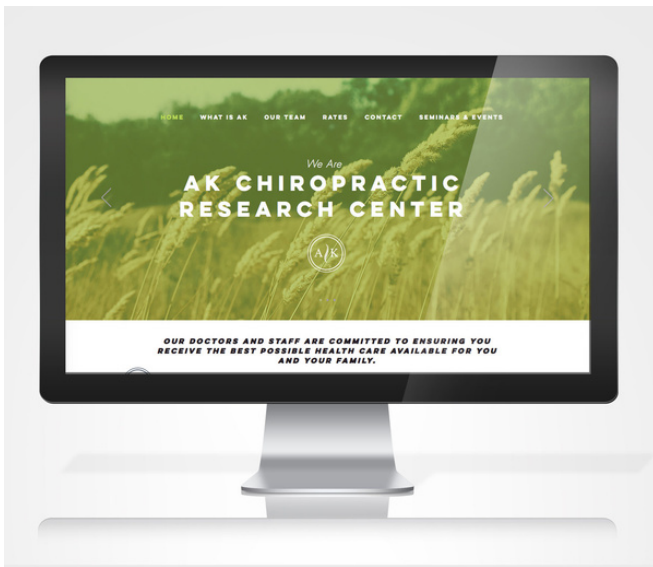 HOME WHAT IS AK OUR TEAM RATES CONTACT SEMINARS & EVENTS
We Are
AK CHIROPRACTIC
RESEARCH CENTER
A K
OUR DOCTORS AND STAFF ARE COMMITTED TO ENSURING YOU
RECEIVE THE BEST POSSIBLE HEALTH CARE AVAILABLE FOR YOU
AND YOUR FAMILY.